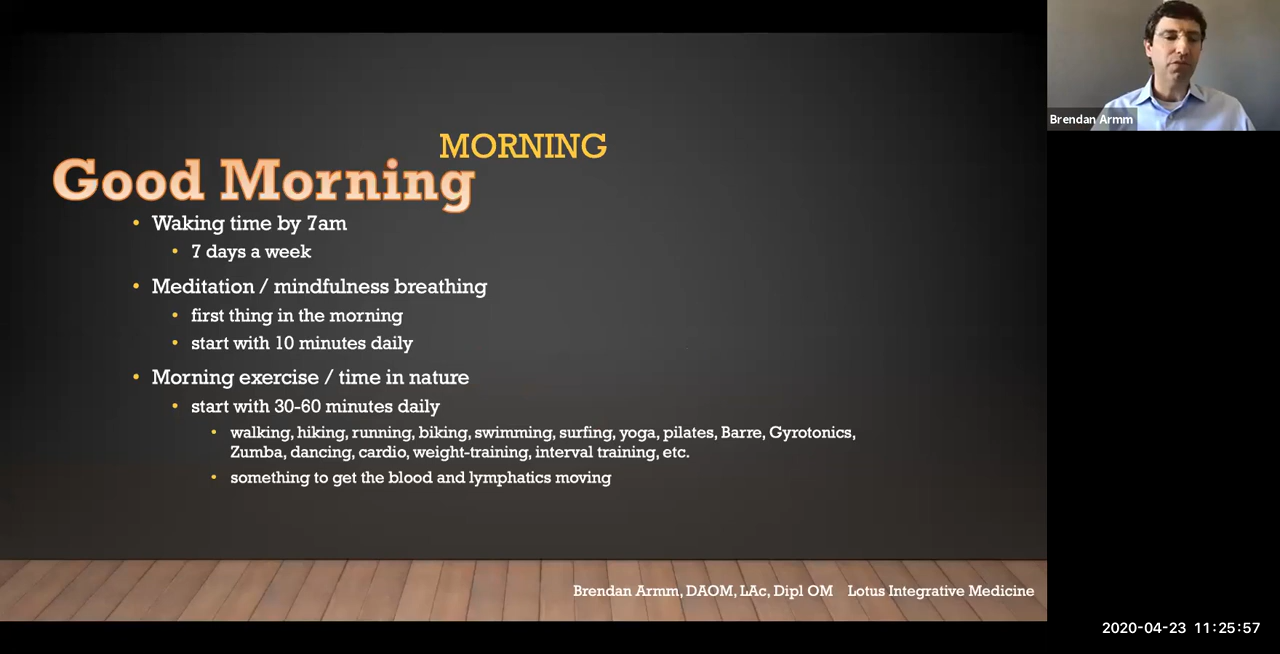 MORNING
Good Morning
• Waking time by 7am
• 7 days a week
• Meditation / mindfulness breathing
• first thing in the morning
• start with 10 minutes daily
• Morning exercise / time in nature
• start with 30-60 minutes daily
• walking, hiking, running, biking, swimming, surfing, yoga, pilates, Barre, Gyrotonics,
Zumba, dancing, cardio, weight-training, interval training, etc.
• something to get the blood and lymphatics moving
Brendan Armm, DAOM, LAc, Dipl OM Lotus Integrative Medicine
Brendan Armm
2020-04-23 11:25:57